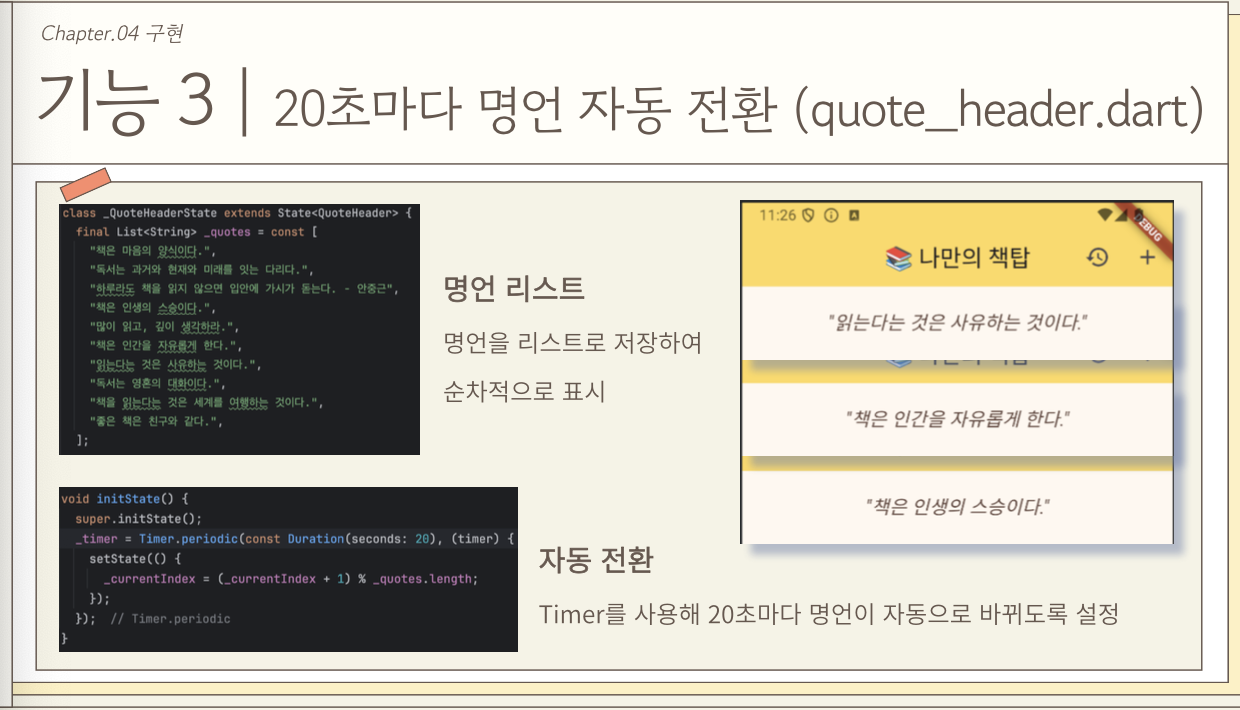 Chapter.04 구현
기능 3 | 20초마다 명언 자동 전환 (quote_header.dart)
class _QuoteHeaderState extends State<QuoteHeader> {
final List<String> _quotes = const [
"책은 마음의 양식이다.",
"독서는 과거와 현재와 미래를 잇는 다리다.",
"하루라도 책을 읽지 않으면 입안에 가시가 돋는다. - 안중근",
"책은 인생의 스승이다.",
"많이 읽고, 깊이 생각하라.",
"책은 인간을 자유롭게 한다.",
"읽는다는 것은 사유하는 것이다.",
"독서는 영혼의 대화이다.",
"책을 읽는다는 것은 세계를 여행하는 것이다.",
"좋은 책은 친구와 같다.",
];
명언 리스트
명언을 리스트로 저장하여
순차적으로 표시
11:26
DEBUG
나만의 책탑
"읽는다는 것은 사유하는 것이다."
"책은 인간을 자유롭게 한다."
"책은 인생의 스승이다."
void initState() {
super.initState();
_timer = Timer.periodic(const Duration(seconds: 20), (timer) {
setState(() {
_currentIndex = (_currentIndex + 1) % _quotes.length;
});
});  // Timer.periodic
}
자동 전환
Timer를 사용해 20초마다 명언이 자동으로 바뀌도록 설정